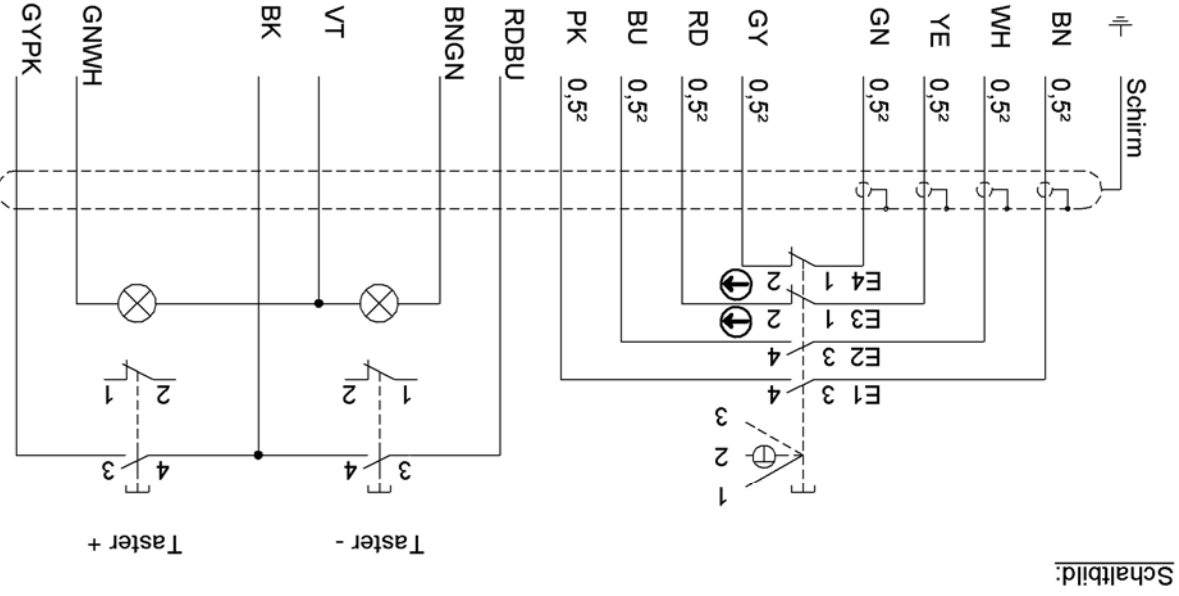 Schaltbild:
Taster -
Taster +
1
2
3
3 4
4 3
E1 3 4
E2 3 4
E3 1 2
E4 1 2
1 2
2 1
Schirm
BN 0,5²
WH 0,5²
YE 0,5²
GN 0,5²
GY 0,5²
RD 0,5²
BU 0,5²
PK 0,5²
RDBU
BNGN
VT
BK
GNWH
GYPK